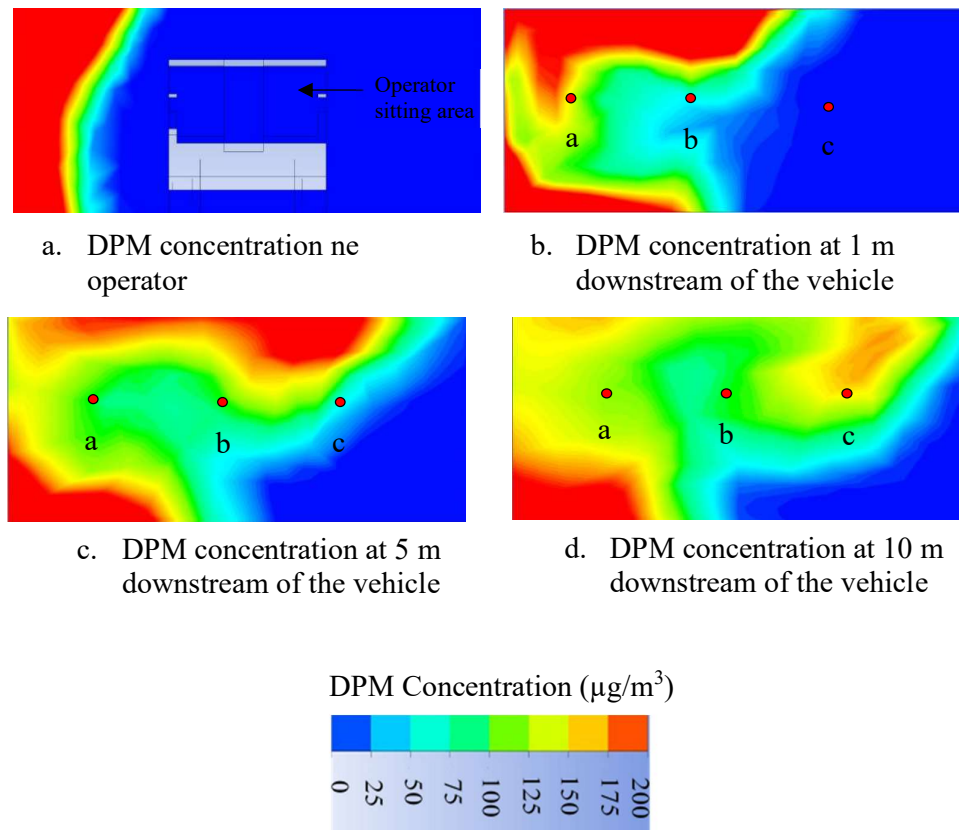 Operator
sitting area
a
b
c
a. DPM concentration ne
operator
b. DPM concentration at 1 m
downstream of the vehicle
a
b
c
a
b
c
c. DPM concentration at 5 m
downstream of the vehicle
d. DPM concentration at 10 m
downstream of the vehicle
DPM Concentration (µg/m³)
0 25 50 75 100 125 150 175 200